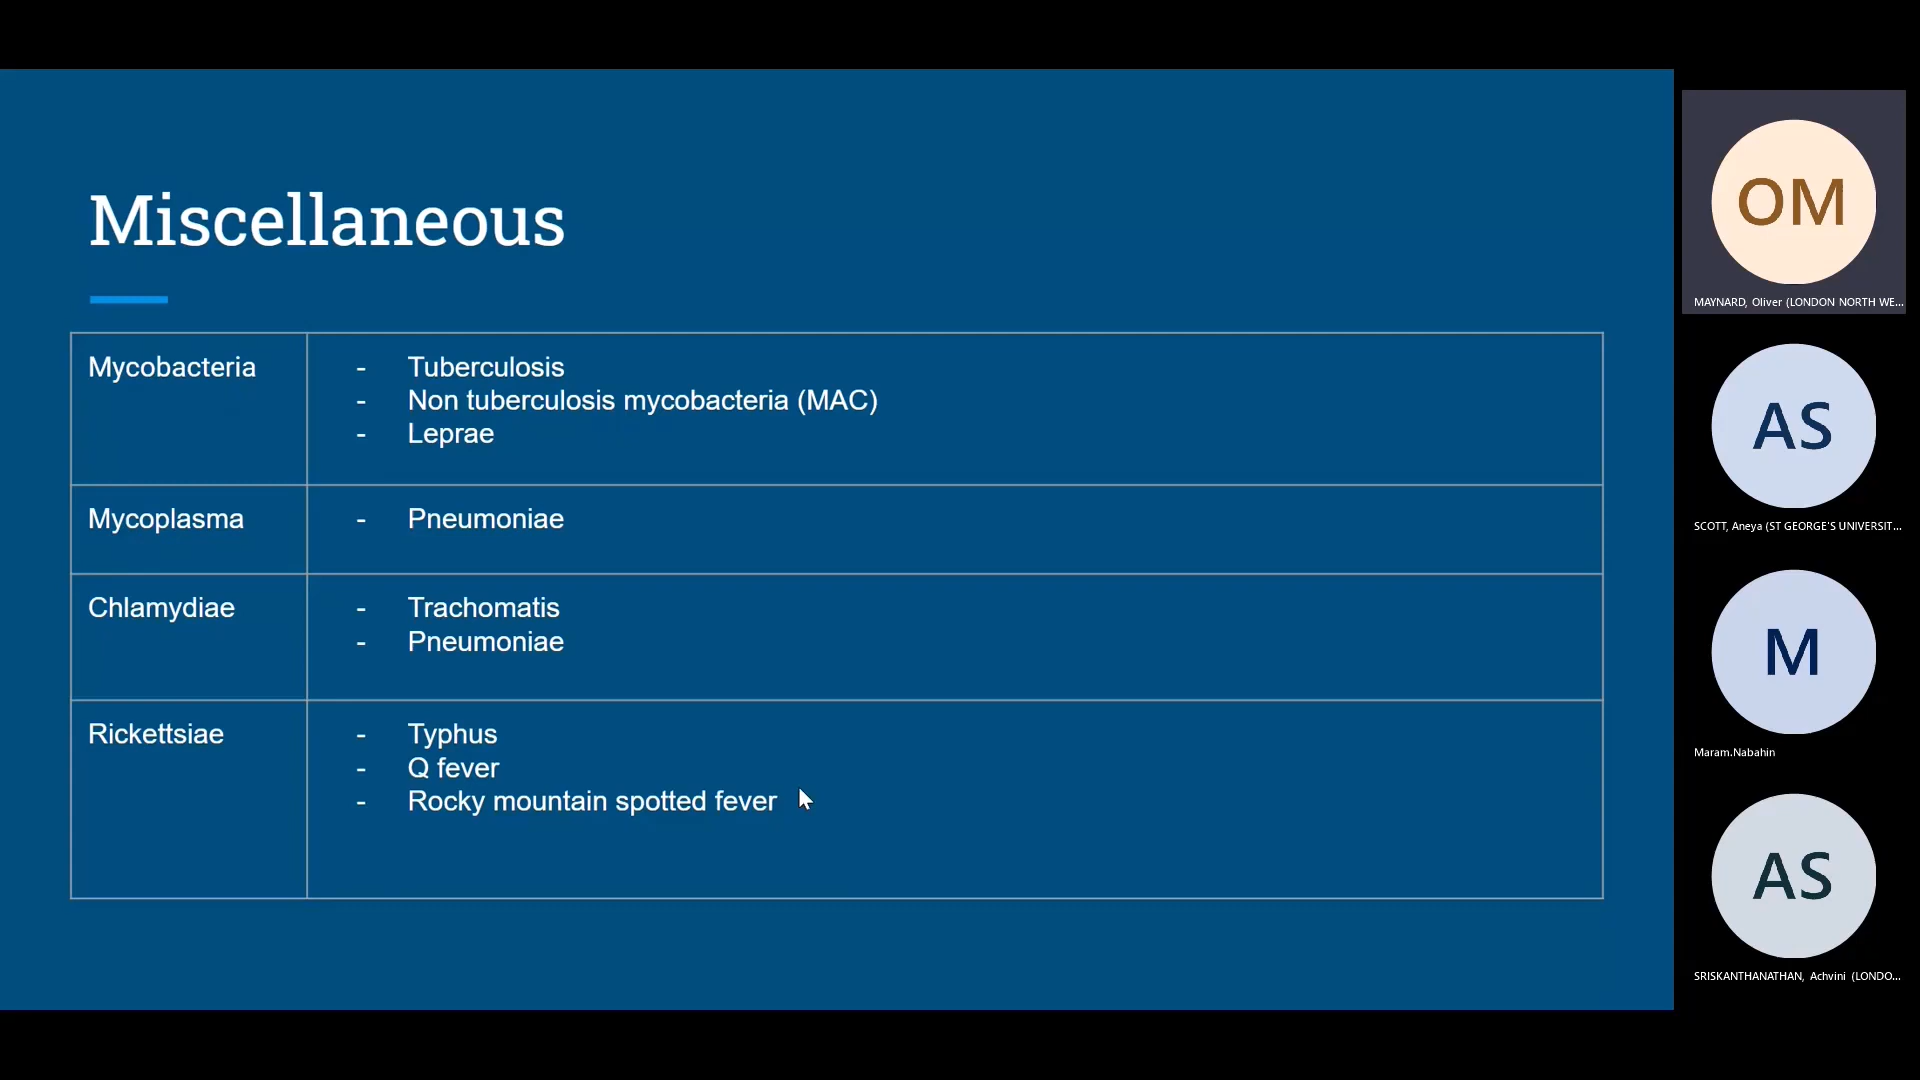 Miscellaneous
Mycobacteria
- Tuberculosis
- Non tuberculosis mycobacteria (MAC)
- Leprae
Mycoplasma
- Pneumoniae
Chlamydiae
- Trachomatis
- Pneumoniae
Rickettsiae
- Typhus
- Q fever
- Rocky mountain spotted fever
OM
MAYNARD, Oliver (LONDON NORTH WE...
AS
SCOTT, Aneya (ST GEORGE'S UNIVERSIT...
M
Maram.Nabahin
AS
SRISKANTHANATHAN, Achvini (LONDO...